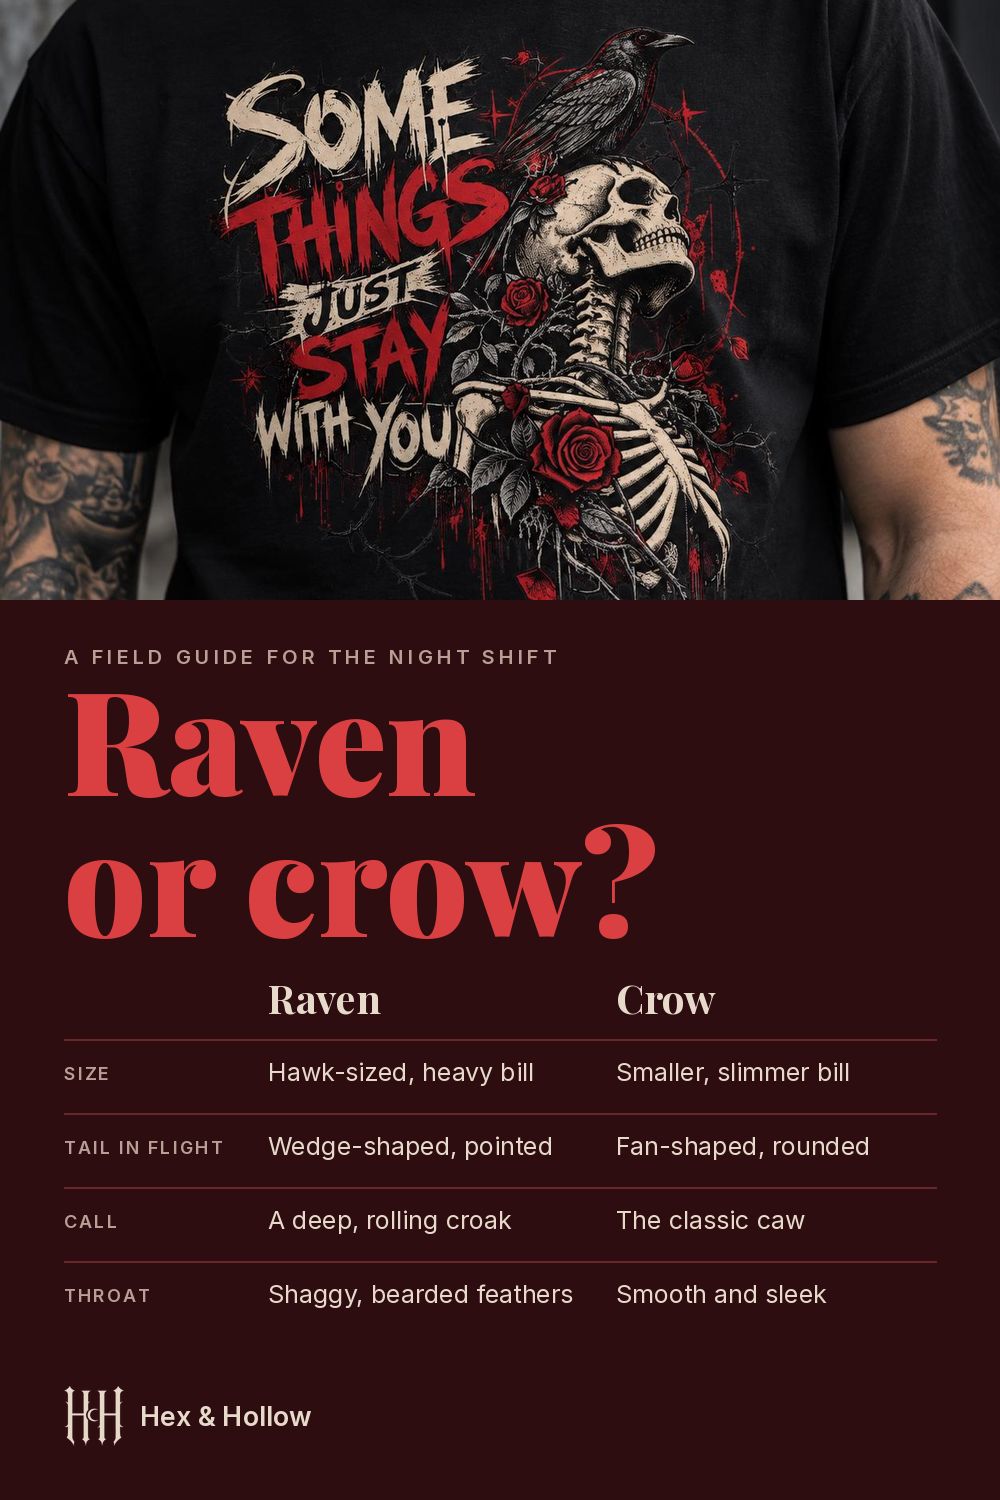 SOME
THINGS
JUST
STAY
WITH YOU
A FIELD GUIDE FOR THE NIGHT SHIFT
Raven
or crow?
Raven Crow
SIZE Hawk-sized, heavy bill Smaller, slimmer bill
TAIL IN FLIGHT Wedge-shaped, pointed Fan-shaped, rounded
CALL A deep, rolling croak The classic caw
THROAT Shaggy, bearded feathers Smooth and sleek
HH Hex & Hollow